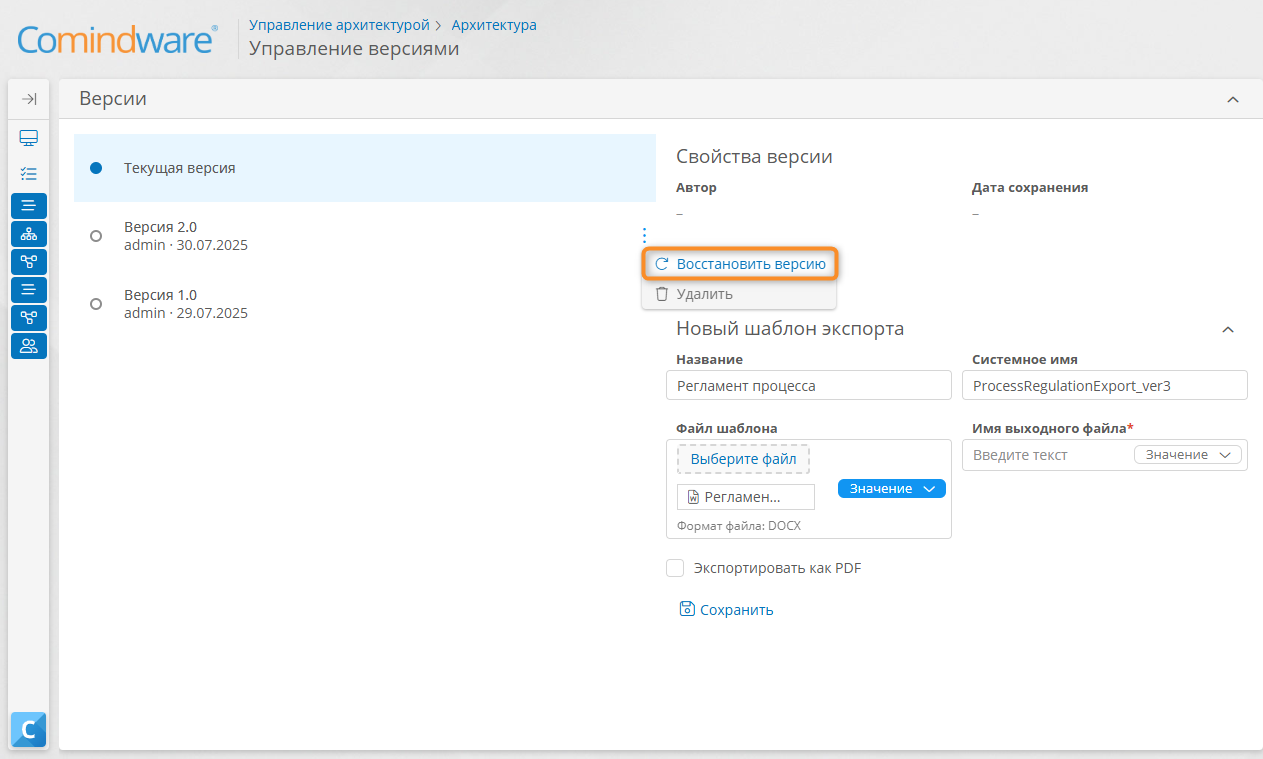 Comindware®
Управление архитектурой > Архитектура
Управление версиями
Версии
Текущая версия
Версия 2.0
admin · 30.07.2025
Версия 1.0
admin · 29.07.2025
Свойства версии
Автор
Дата сохранения
–
–
Восстановить версию
Удалить
Новый шаблон экспорта
Название
Системное имя
Регламент процесса
ProcessRegulationExport_ver3
Файл шаблона
Имя выходного файла*
Выберите файл
Введите текст
Значение
Регламен...
Значение
Формат файла: DOCX
Экспортировать как PDF
Сохранить
C